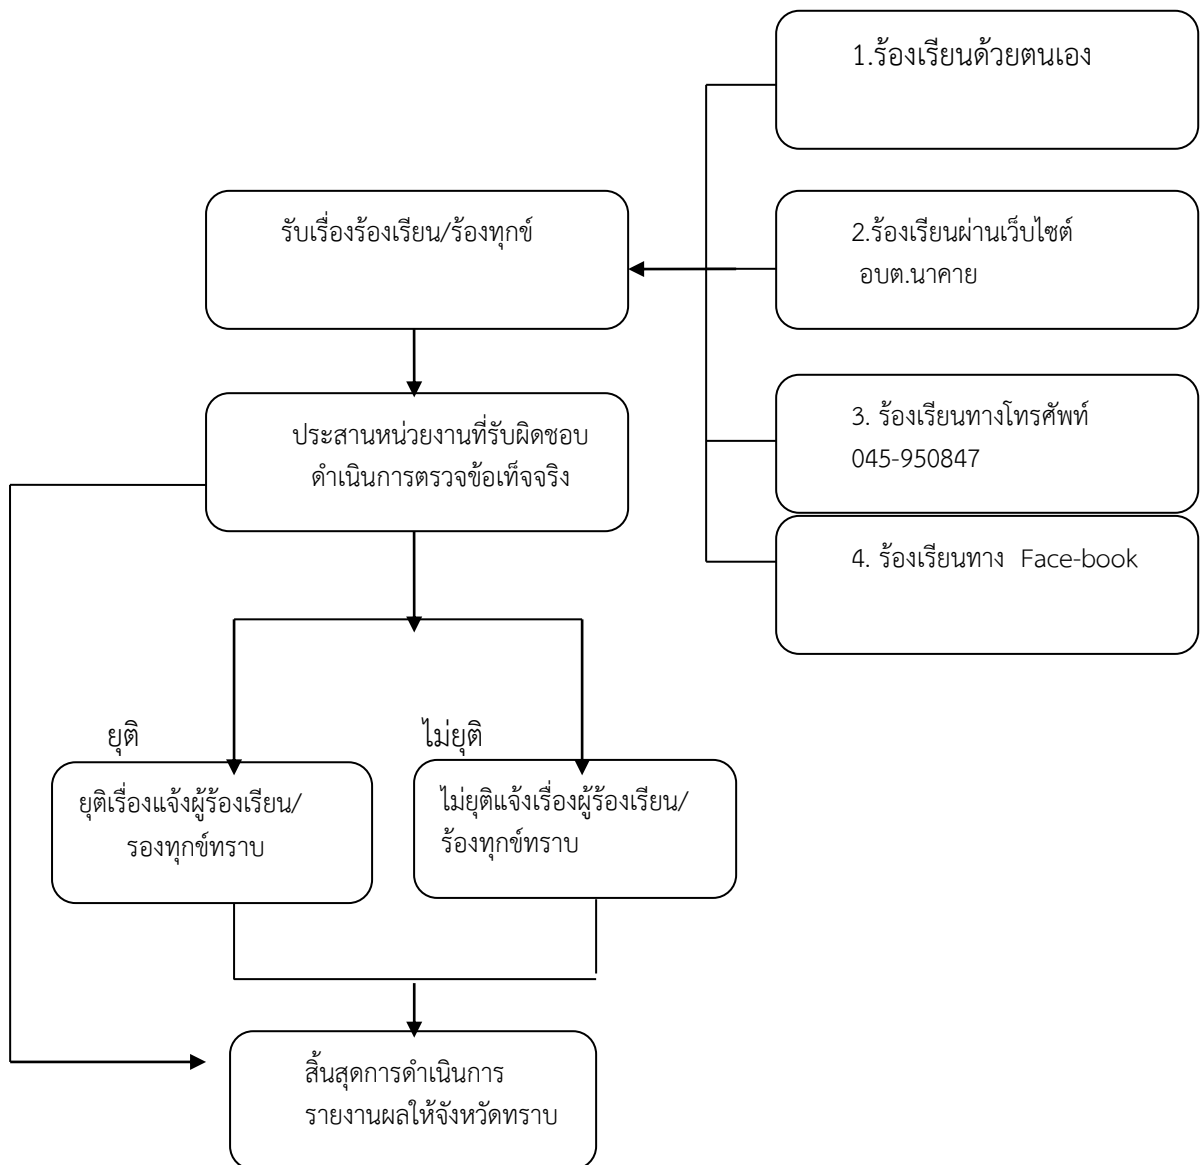 1.ร้องเรียนด้วยตนเอง
รับเรื่องร้องเรียน/ร้องทุกข์
2.ร้องเรียนผ่านเว็บไซต์
อบต.นาคาย
ประสานหน่วยงานที่รับผิดชอบ
ดำเนินการตรวจข้อเท็จจริง
3. ร้องเรียนทางโทรศัพท์
045-950847
4. ร้องเรียนทาง Face-book
ยุติ
ไม่ยุติ
ยุติเรื่องแจ้งผู้ร้องเรียน/
รองทุกข์ทราบ
ไม่ยุติแจ้งเรื่องผู้ร้องเรียน/
ร้องทุกข์ทราบ
สิ้นสุดการดำเนินการ
รายงานผลให้จังหวัดทราบ